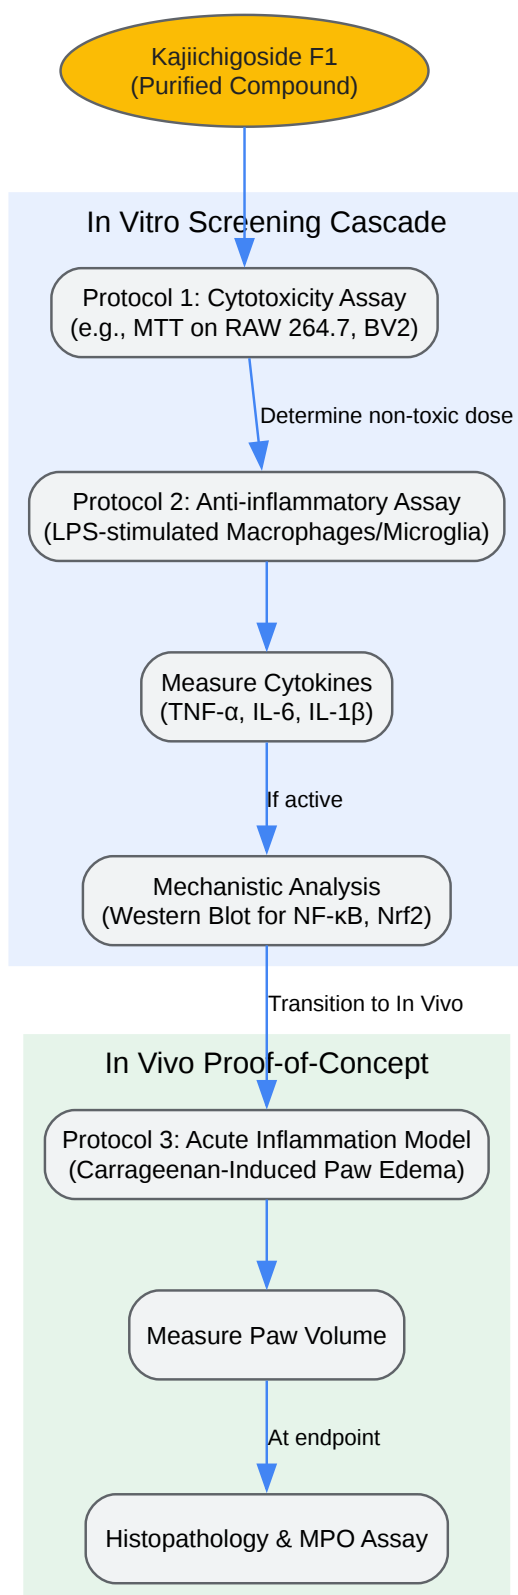 Kajiichigoside F1
(Purified Compound)
In Vitro Screening Cascade
Protocol 1: Cytotoxicity Assay
(e.g., MTT on RAW 264.7, BV2)
Determine non-toxic dose
Protocol 2: Anti-inflammatory Assay
(LPS-stimulated Macrophages/Microglia)
Measure Cytokines
(TNF-α, IL-6, IL-1β)
If active
Mechanistic Analysis
(Western Blot for NF-κB, Nrf2)
Transition to In Vivo
In Vivo Proof-of-Concept
Protocol 3: Acute Inflammation Model
(Carrageenan-Induced Paw Edema)
Measure Paw Volume
At endpoint
Histopathology & MPO Assay